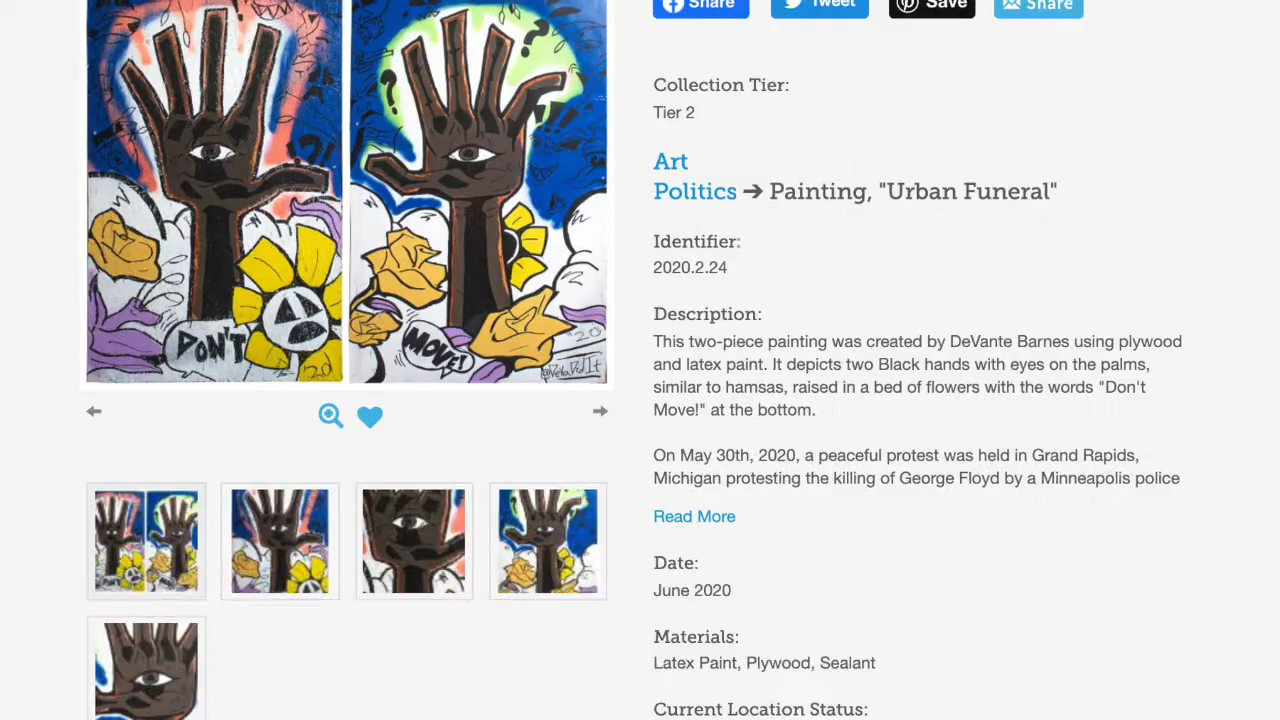 Share
Tweet
Save
Share
DON'T
'20
MOVE!
'20
@DeVaDidIt
Collection Tier:
Tier 2
Art
Politics ➔ Painting, "Urban Funeral"
Identifier:
2020.2.24
Description:
This two-piece painting was created by DeVante Barnes using plywood
and latex paint. It depicts two Black hands with eyes on the palms,
similar to hamsas, raised in a bed of flowers with the words "Don't
Move!" at the bottom.
On May 30th, 2020, a peaceful protest was held in Grand Rapids,
Michigan protesting the killing of George Floyd by a Minneapolis police
Read More
Date:
June 2020
Materials:
Latex Paint, Plywood, Sealant
Current Location Status: